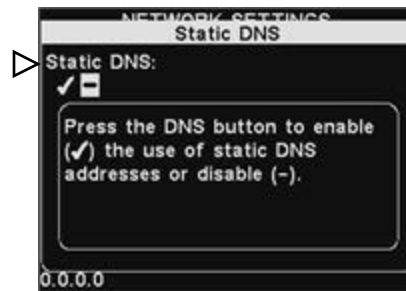 NETWORK SETTINGS
Static DNS
Static DNS:
✓ −
Press the DNS button to enable
(✓) the use of static DNS
addresses or disable (−).
0.0.0.0